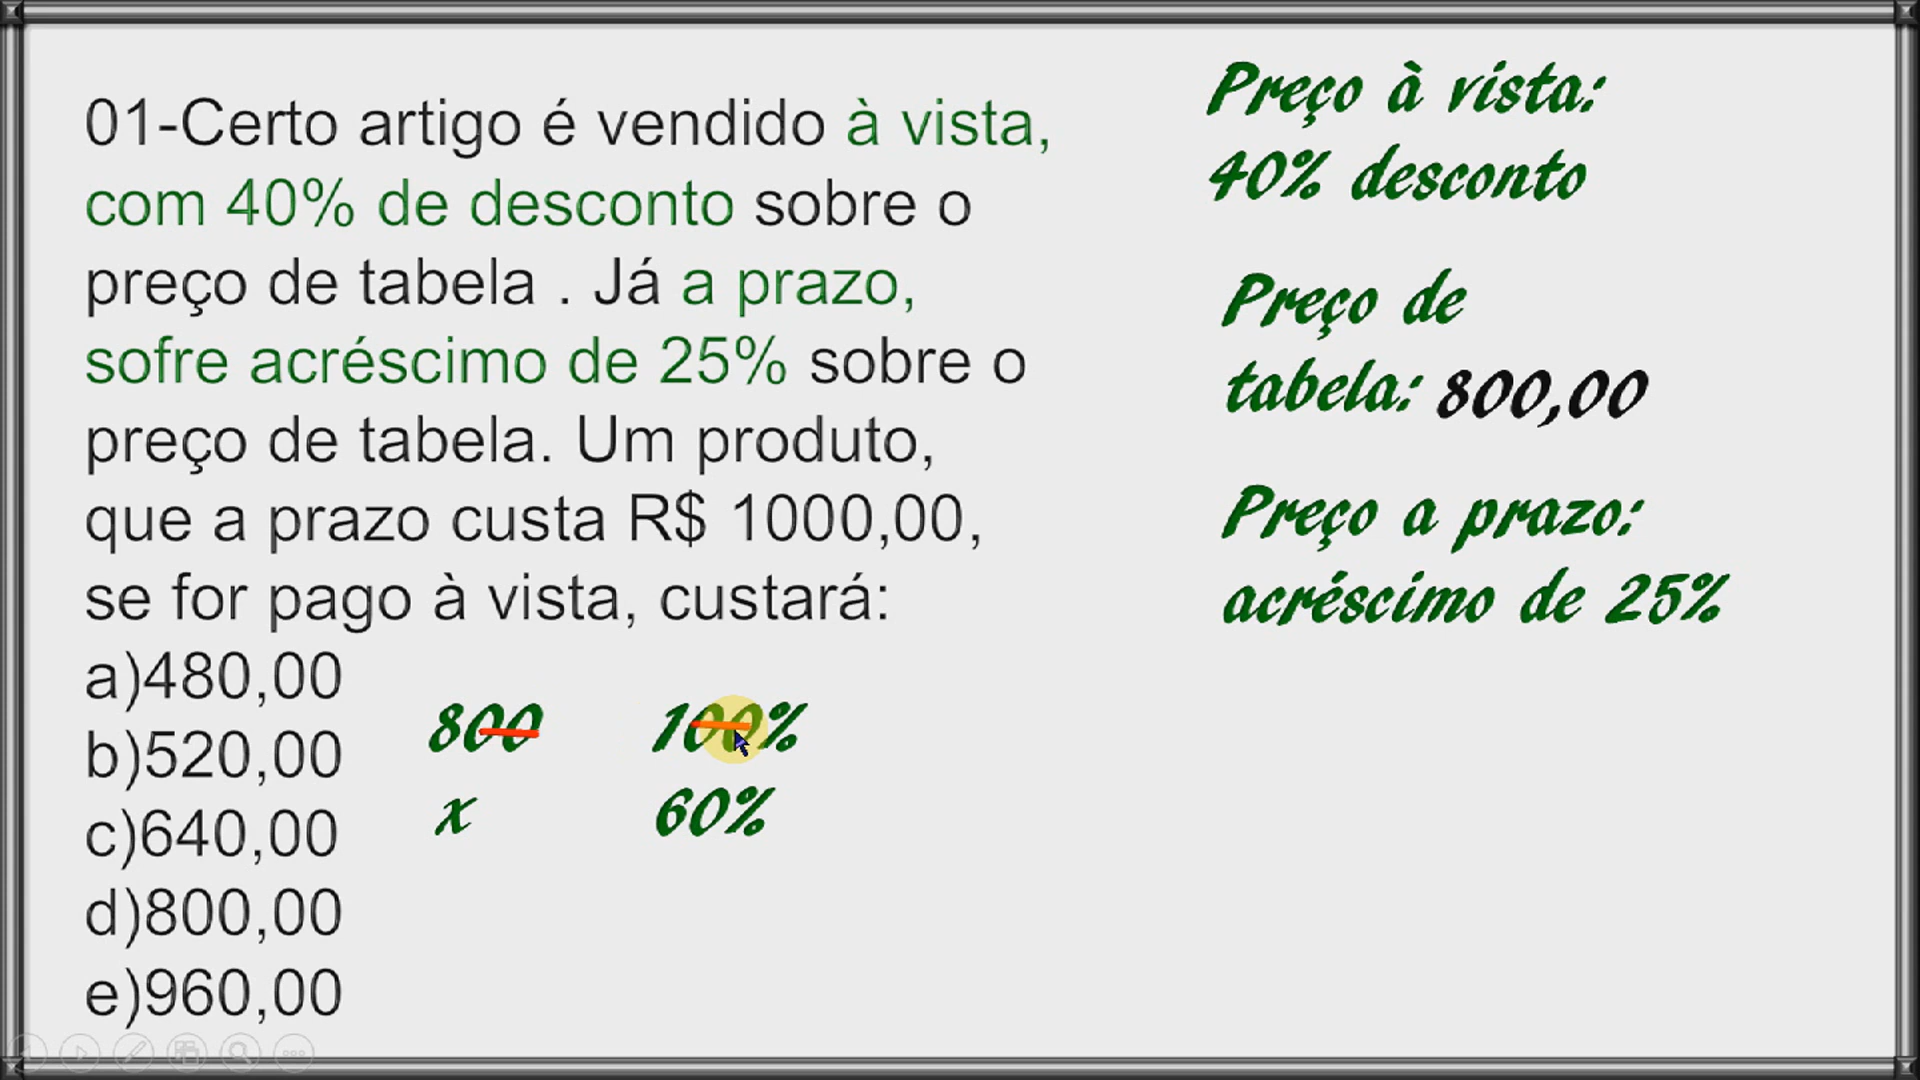 01-Certo artigo é vendido à vista,
com 40% de desconto sobre o
preço de tabela . Já a prazo,
sofre acréscimo de 25% sobre o
preço de tabela. Um produto,
que a prazo custa R$ 1000,00,
se for pago à vista, custará:
a)480,00
b)520,00
c)640,00
d)800,00
e)960,00
800 100%
x 60%
Preço à vista:
40% desconto
Preço de
tabela: 800,00
Preço a prazo:
acréscimo de 25%